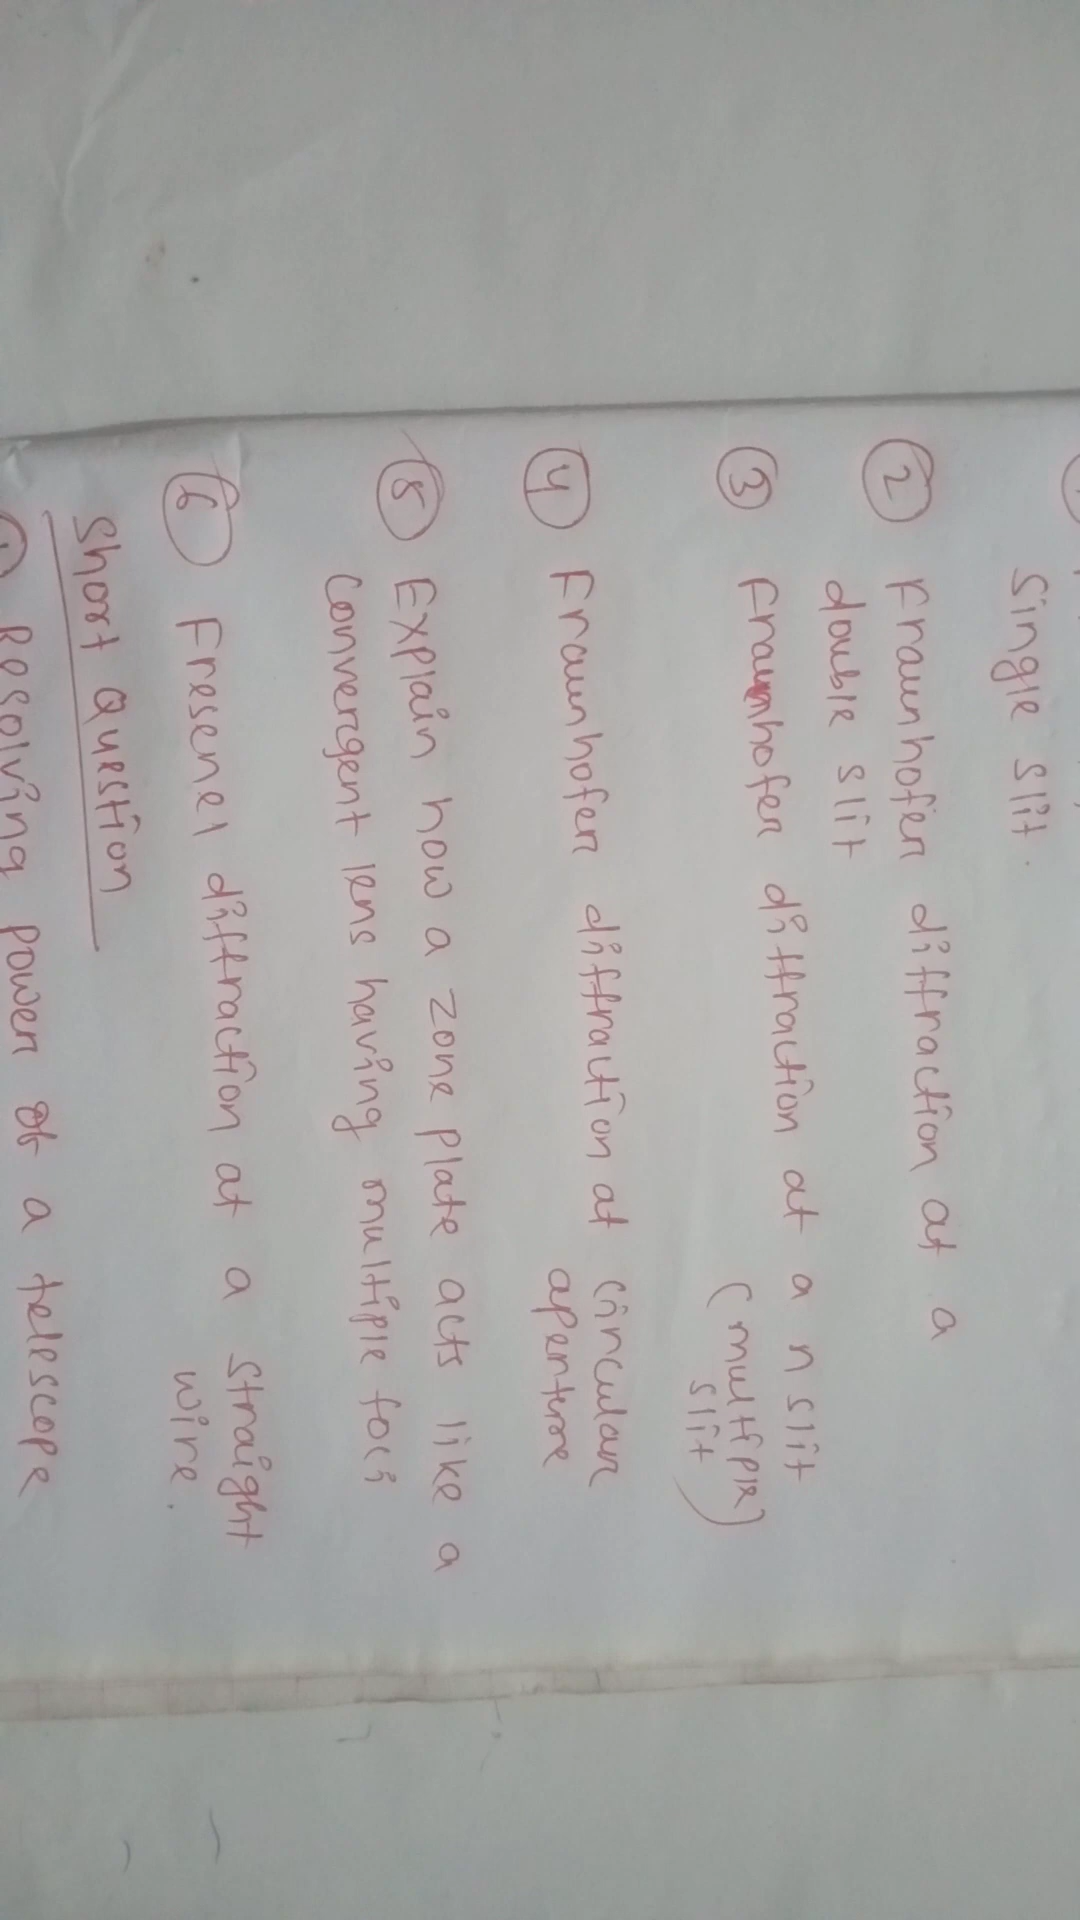 Single slit.
② Fraunhofer diffraction at a
double slit
③ Fraunhofer diffraction at a n slit
(multiple)
slit
④ Fraunhofer diffraction at circular
aperture
⑤ Explain how a zone plate acts like a
convergent lens having multiple foci
⑥ Fresenel diffraction at a straight
wire.
Short Question
① Resolving power of a telescope